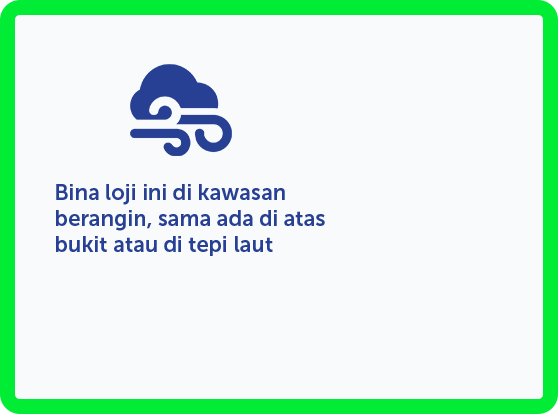 Bina loji ini di kawasan
berangin, sama ada di atas
bukit atau di tepi laut